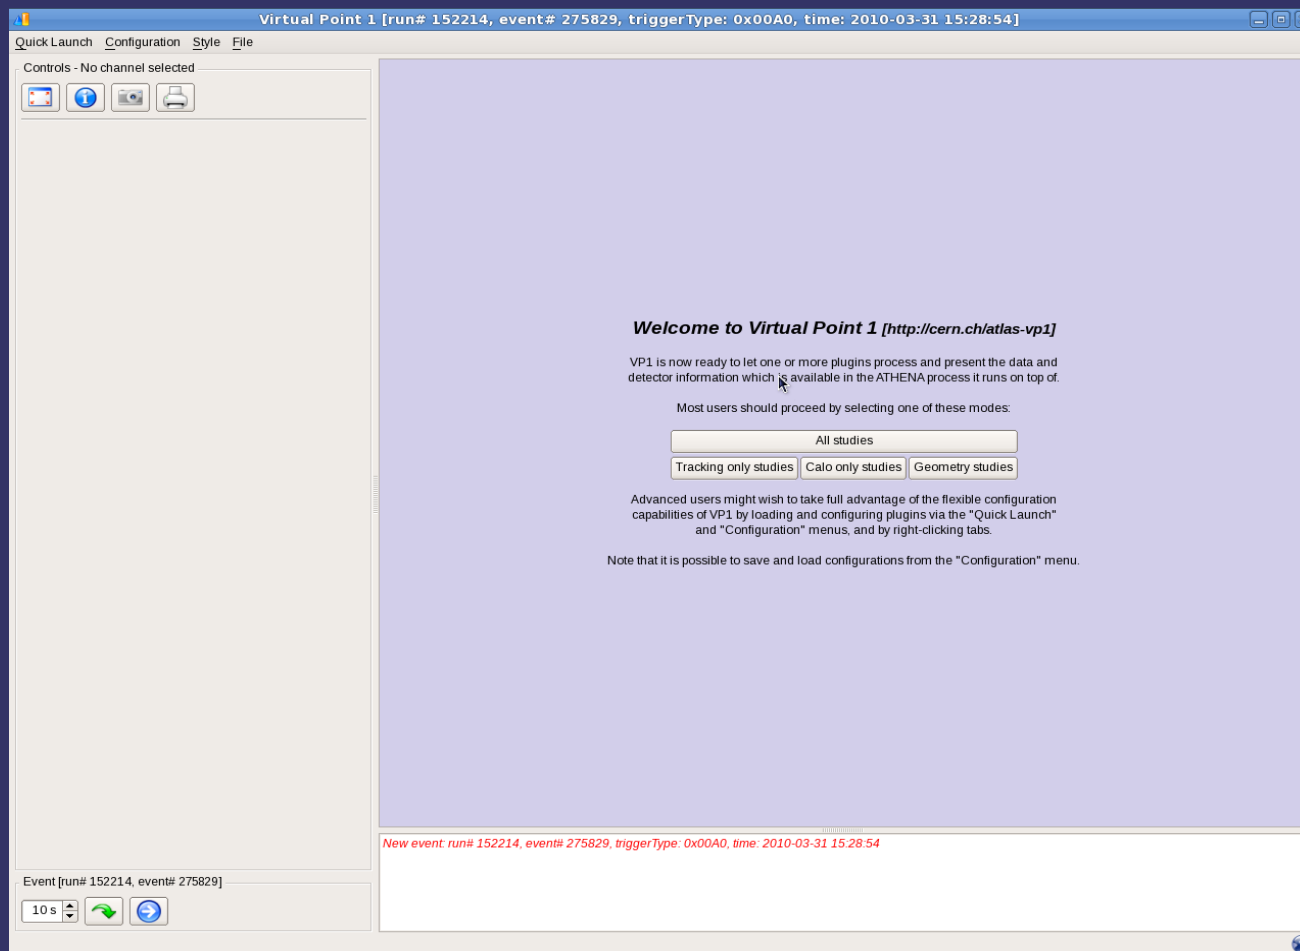 Virtual Point 1 [run# 152214, event# 275829, triggerType: 0x00A0, time: 2010-03-31 15:28:54]
Quick Launch Configuration Style File
Controls - No channel selected
Welcome to Virtual Point 1 [http://cern.ch/atlas-vp1]
VP1 is now ready to let one or more plugins process and present the data and
detector information which is available in the ATHENA process it runs on top of.
Most users should proceed by selecting one of these modes:
All studies
Tracking only studies Calo only studies Geometry studies
Advanced users might wish to take full advantage of the flexible configuration
capabilities of VP1 by loading and configuring plugins via the "Quick Launch"
and "Configuration" menus, and by right-clicking tabs.
Note that it is possible to save and load configurations from the "Configuration" menu.
New event: run# 152214, event# 275829, triggerType: 0x00A0, time: 2010-03-31 15:28:54
Event [run# 152214, event# 275829]
10 s